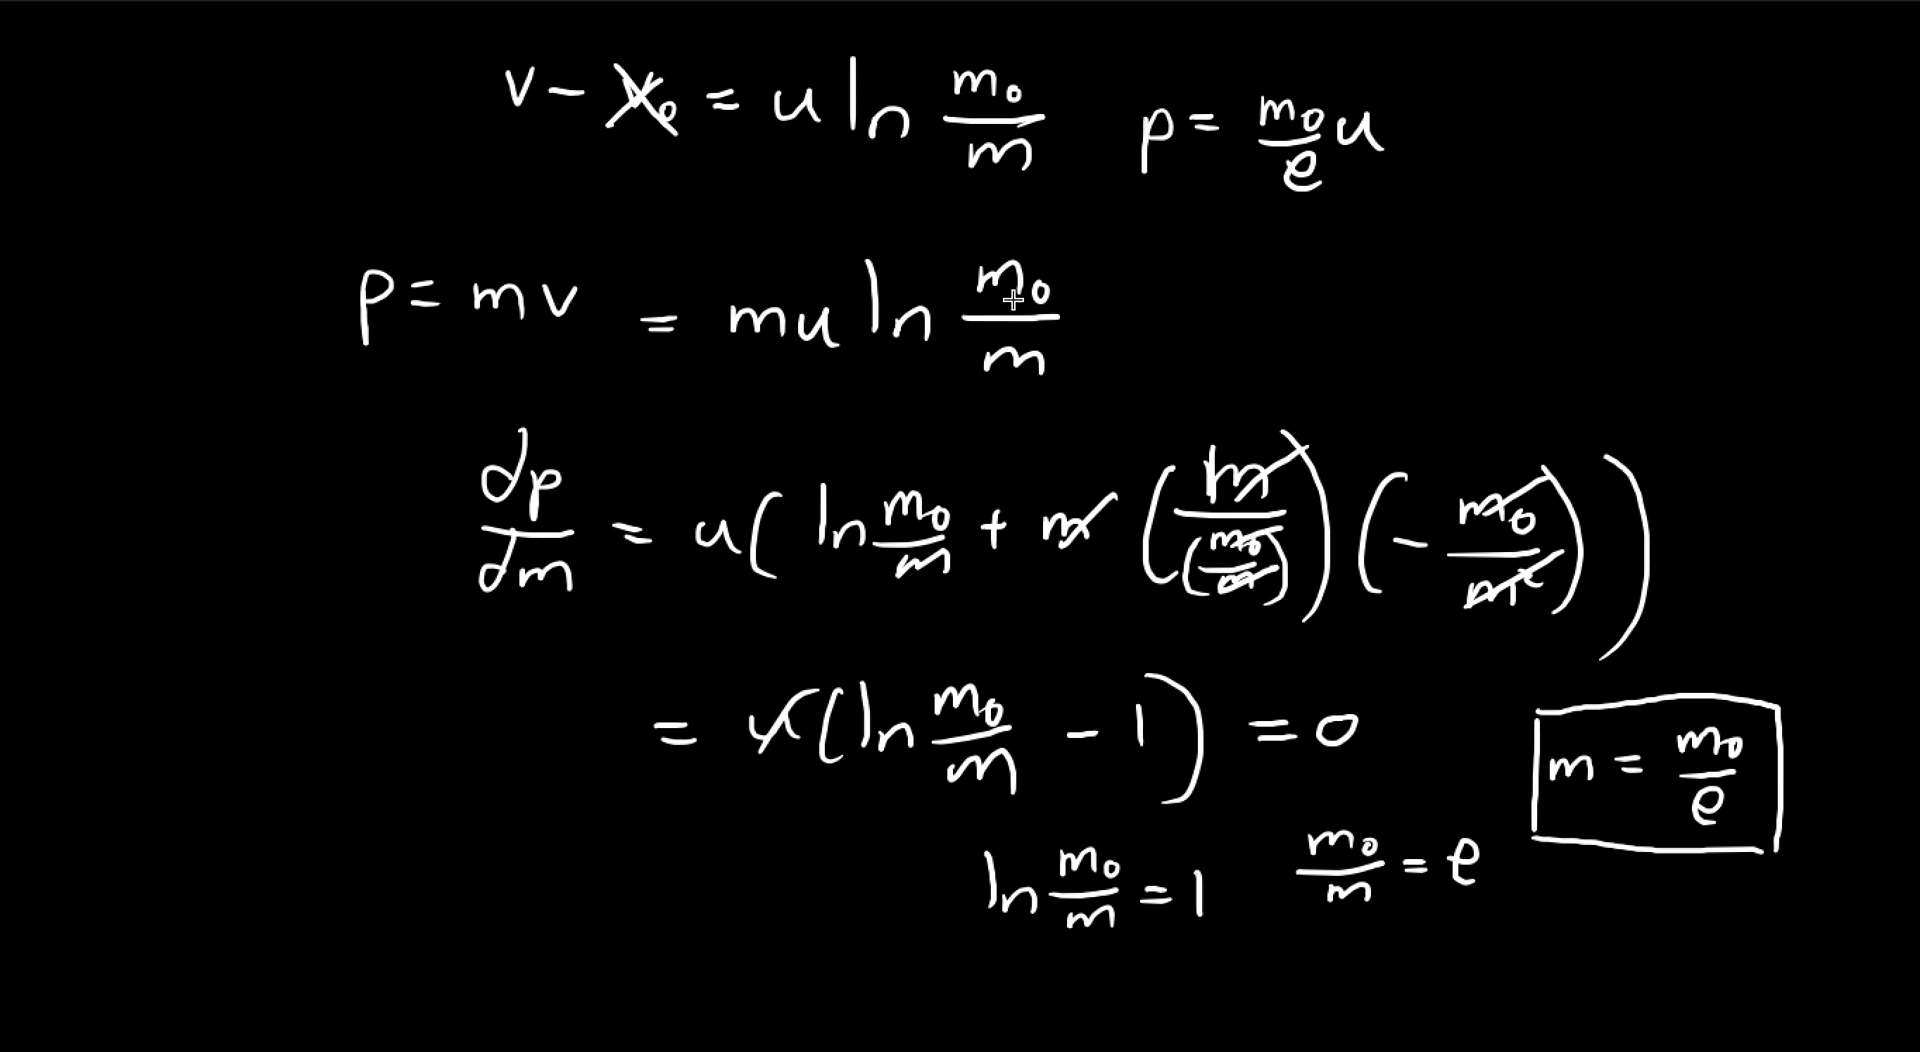 v - v₀ = u ln m₀/m    p = m₀/e u
p = mv = mu ln m₀/m
dp/dm = u( ln m₀/m + m (1/(m₀/m)) (- m₀/m²) )
= u( ln m₀/m - 1 ) = 0
m = m₀/e
ln m₀/m = 1    m₀/m = e